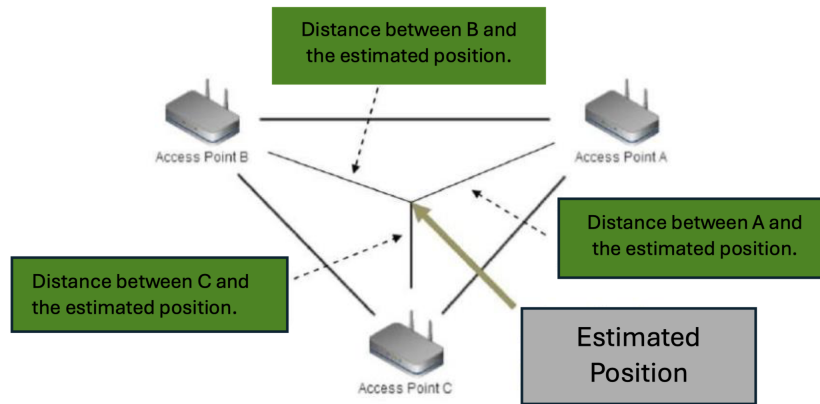 Distance between B and
the estimated position.
Access Point B
Access Point A
Distance between A and
the estimated position.
Distance between C and
the estimated position.
Estimated
Position
Access Point C